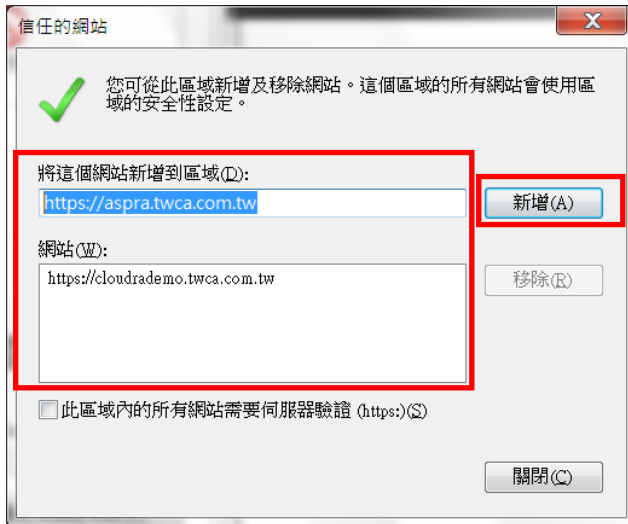 信任的網站
您可從此區域新增及移除網站。這個區域的所有網站會使用區
域的安全性設定。
將這個網站新增到區域(D):
https://aspra.twca.com.tw
新增(A)
網站(W):
https://cloudrademo.twca.com.tw
移除(R)
此區域內的所有網站需要伺服器驗證 (https:)(S)
關閉(C)